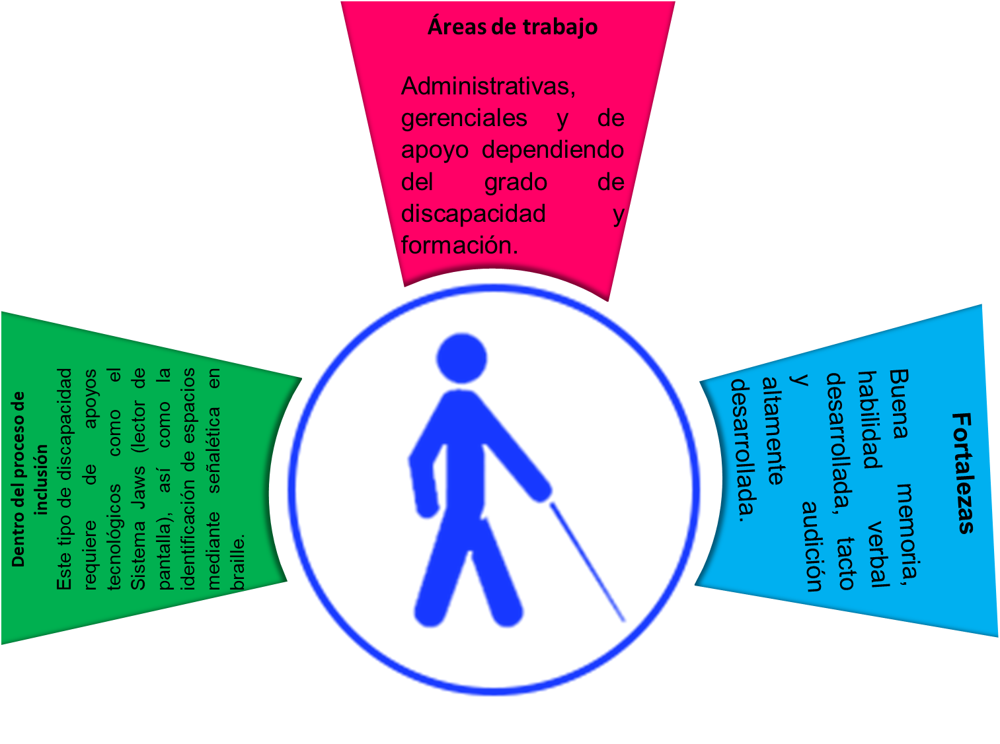 Áreas de trabajo
Administrativas,
gerenciales y de
apoyo dependiendo
del grado de
discapacidad y
formación.
Dentro del proceso de
inclusión
Este tipo de discapacidad
requiere de apoyos
tecnológicos como el
Sistema Jaws (lector de
pantalla), así como la
identificación de espacios
mediante señalética en
braille.
Fortalezas
Buena memoria,
habilidad verbal
desarrollada, tacto
y audición
altamente
desarrollada.